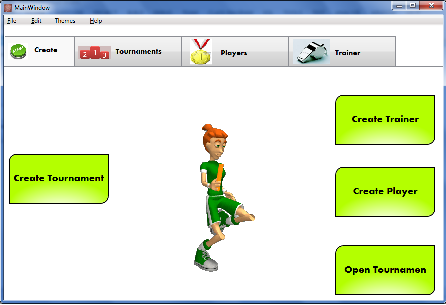 MainWindow
File Edit Themes Help
Create Tournaments Players Trainer
Create Trainer
Create Tournament
Create Player
Open Tournamen